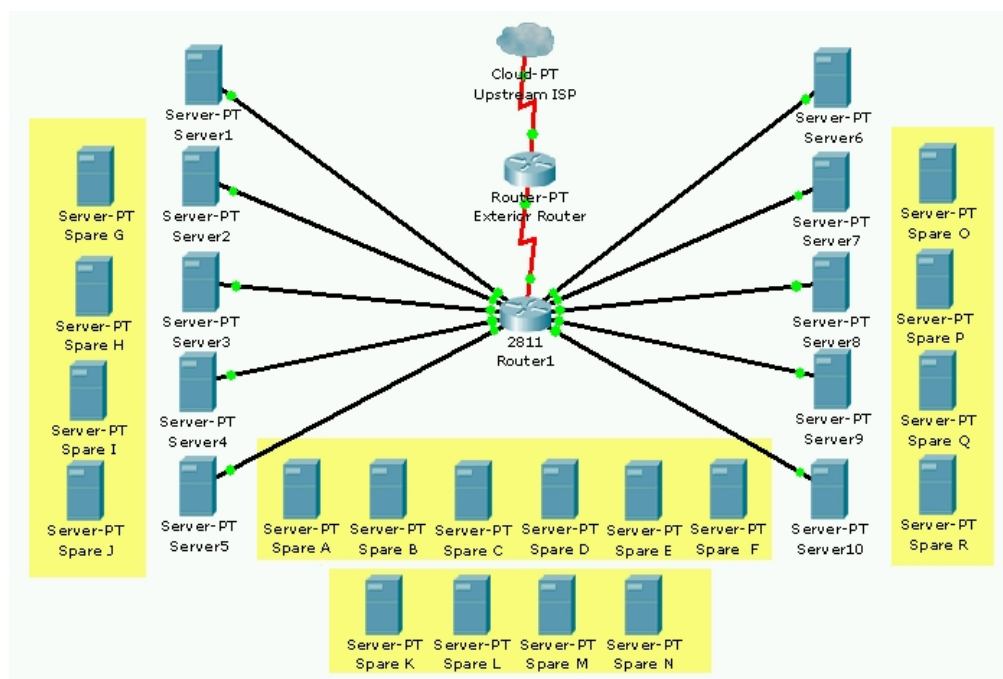 Cloud-PT
Upstream ISP
Router-PT
Exterior Router
2811
Router1
Server-PT
Server1
Server-PT
Server2
Server-PT
Server3
Server-PT
Server4
Server-PT
Server5
Server-PT
Server6
Server-PT
Server7
Server-PT
Server8
Server-PT
Server9
Server-PT
Server10
Server-PT
Spare G
Server-PT
Spare H
Server-PT
Spare I
Server-PT
Spare J
Server-PT
Spare A
Server-PT
Spare B
Server-PT
Spare C
Server-PT
Spare D
Server-PT
Spare E
Server-PT
Spare F
Server-PT
Spare K
Server-PT
Spare L
Server-PT
Spare M
Server-PT
Spare N
Server-PT
Spare O
Server-PT
Spare P
Server-PT
Spare Q
Server-PT
Spare R